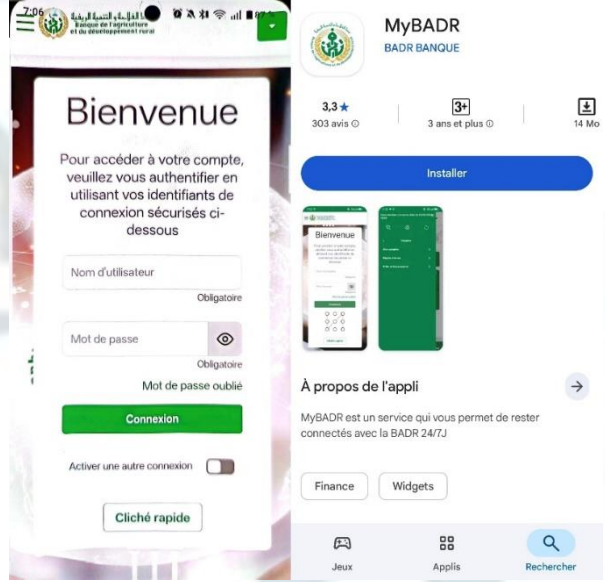 7:06
Banque de l'agriculture
et du développement rural
Bienvenue
Pour accéder à votre compte,
veuillez vous authentifier en
utilisant vos identifiants de
connexion sécurisés ci-
dessous
Nom d'utilisateur
Obligatoire
Mot de passe
Obligatoire
Mot de passe oublié
Connexion
Activer une autre connexion
Cliché rapide
MyBADR
BADR BANQUE
3,3★
303 avis
3+
3 ans et plus
14 Mo
Installer
Bienvenue
À propos de l'appli
MyBADR est un service qui vous permet de rester
connectés avec la BADR 24/7J
Finance
Widgets
Jeux
Applis
Rechercher